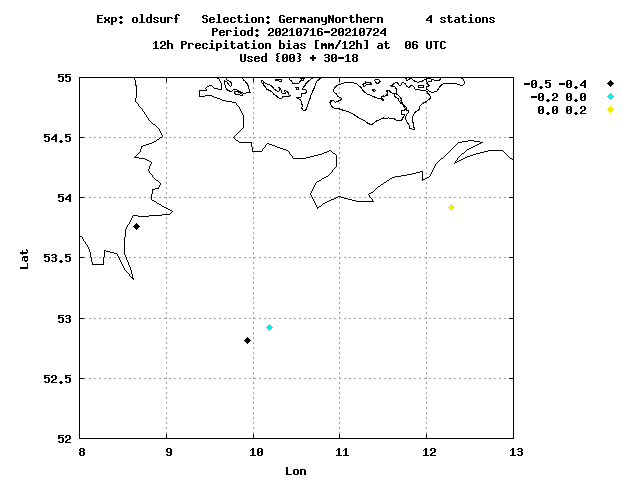 Exp: oldsurf   Selection: GermanyNorthern      4 stations
Period: 20210716-20210724
12h Precipitation bias [mm/12h] at  06 UTC
Used {00} + 30-18
-0.5 -0.4
-0.2 0.0
0.0 0.2
55
54.5
54
53.5
53
52.5
52
Lat
8 9 10 11 12 13
Lon